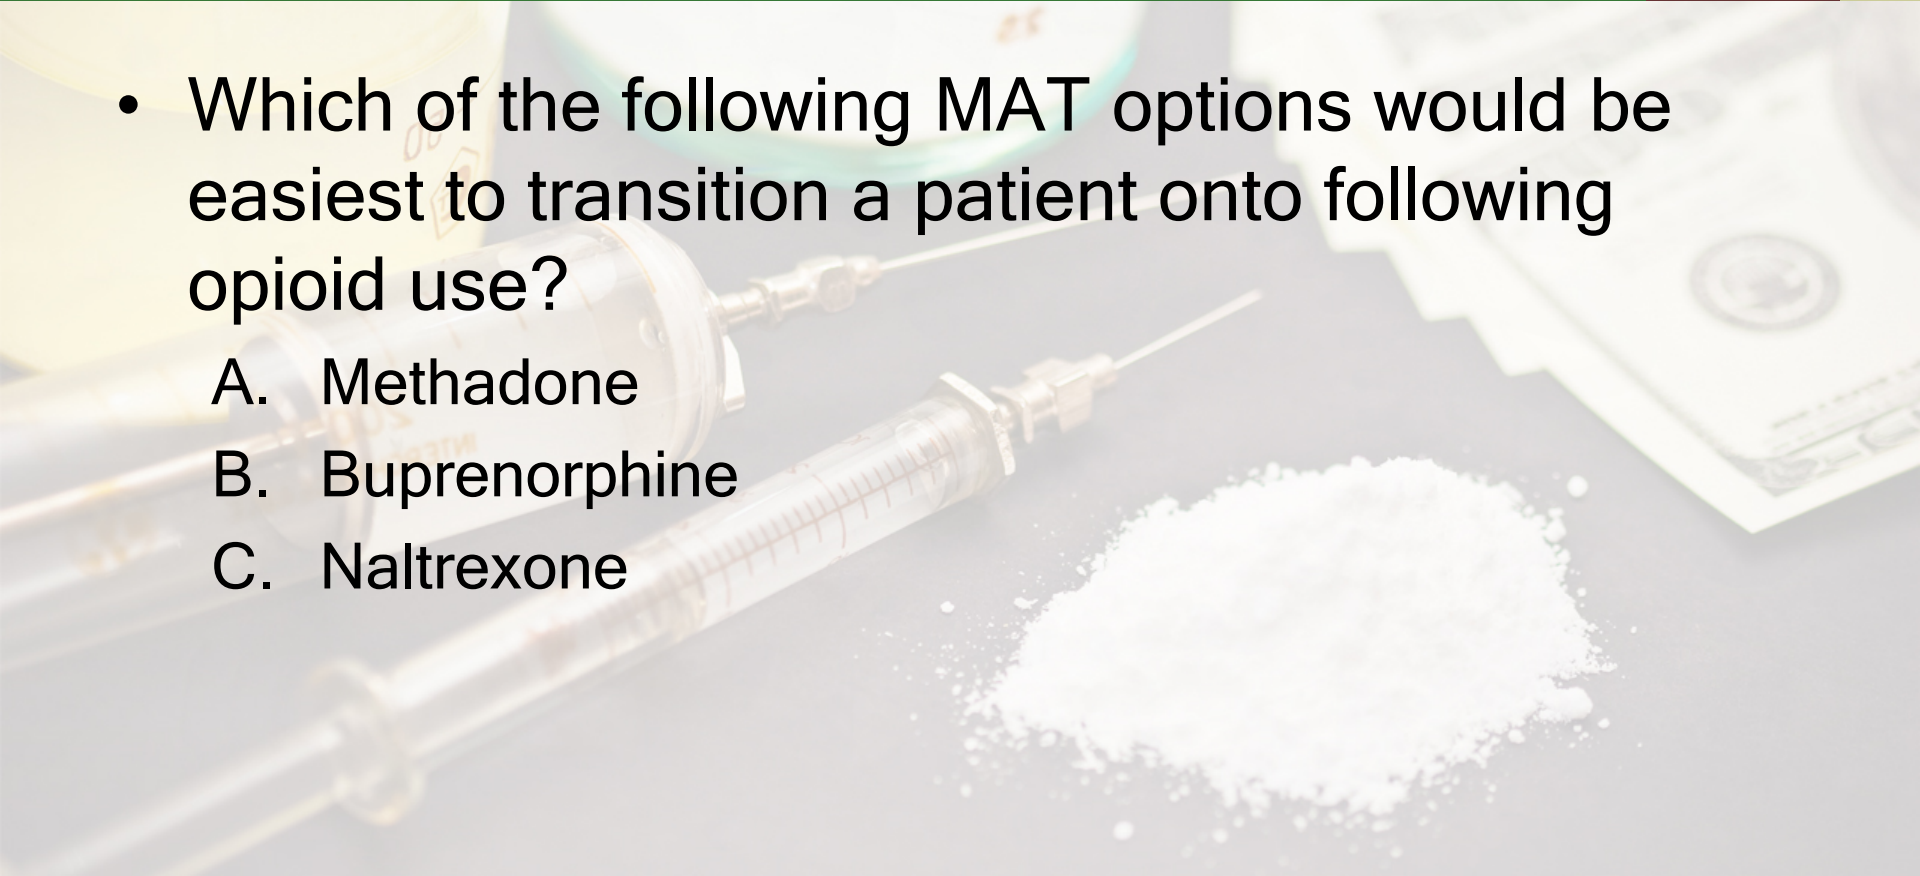 • Which of the following MAT options would be
easiest to transition a patient onto following
opioid use?
A. Methadone
B. Buprenorphine
C. Naltrexone